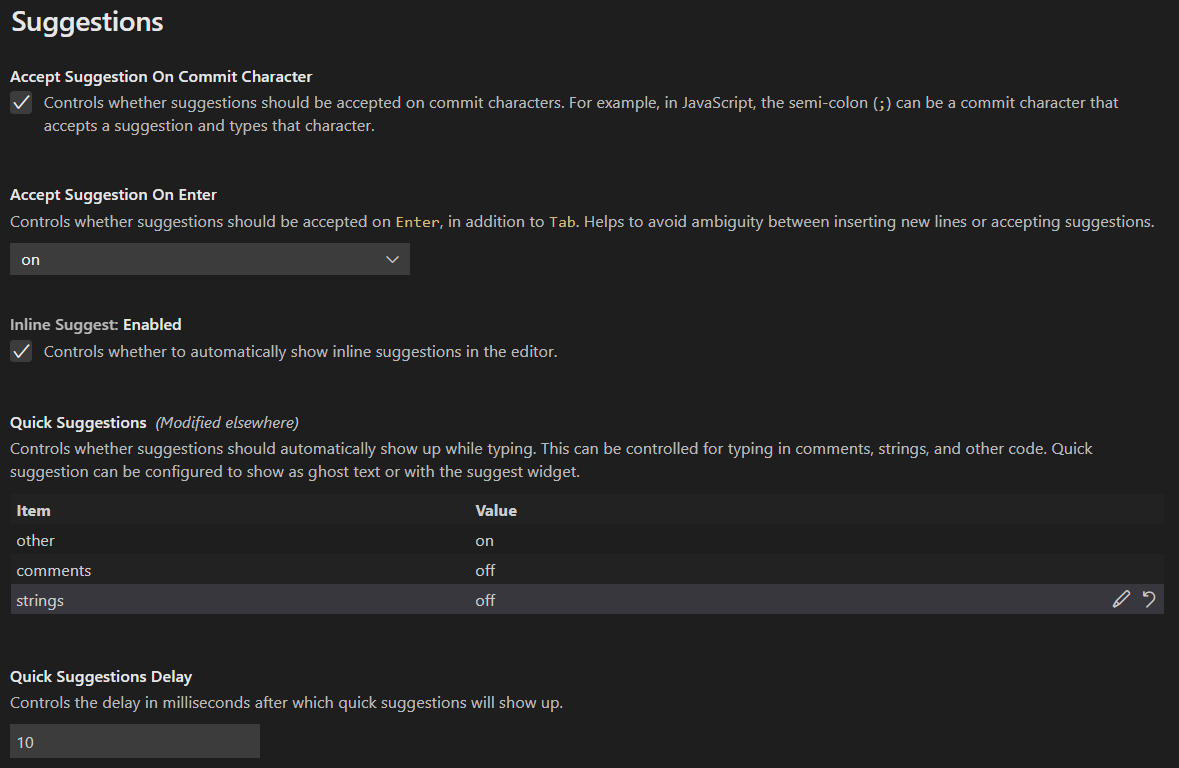 Suggestions
Accept Suggestion On Commit Character
Controls whether suggestions should be accepted on commit characters. For example, in JavaScript, the semi-colon (;) can be a commit character that
accepts a suggestion and types that character.
Accept Suggestion On Enter
Controls whether suggestions should be accepted on Enter, in addition to Tab. Helps to avoid ambiguity between inserting new lines or accepting suggestions.
on
Inline Suggest: Enabled
Controls whether to automatically show inline suggestions in the editor.
Quick Suggestions (Modified elsewhere)
Controls whether suggestions should automatically show up while typing. This can be controlled for typing in comments, strings, and other code. Quick
suggestion can be configured to show as ghost text or with the suggest widget.
Item Value
other on
comments off
strings off
Quick Suggestions Delay
Controls the delay in milliseconds after which quick suggestions will show up.
10